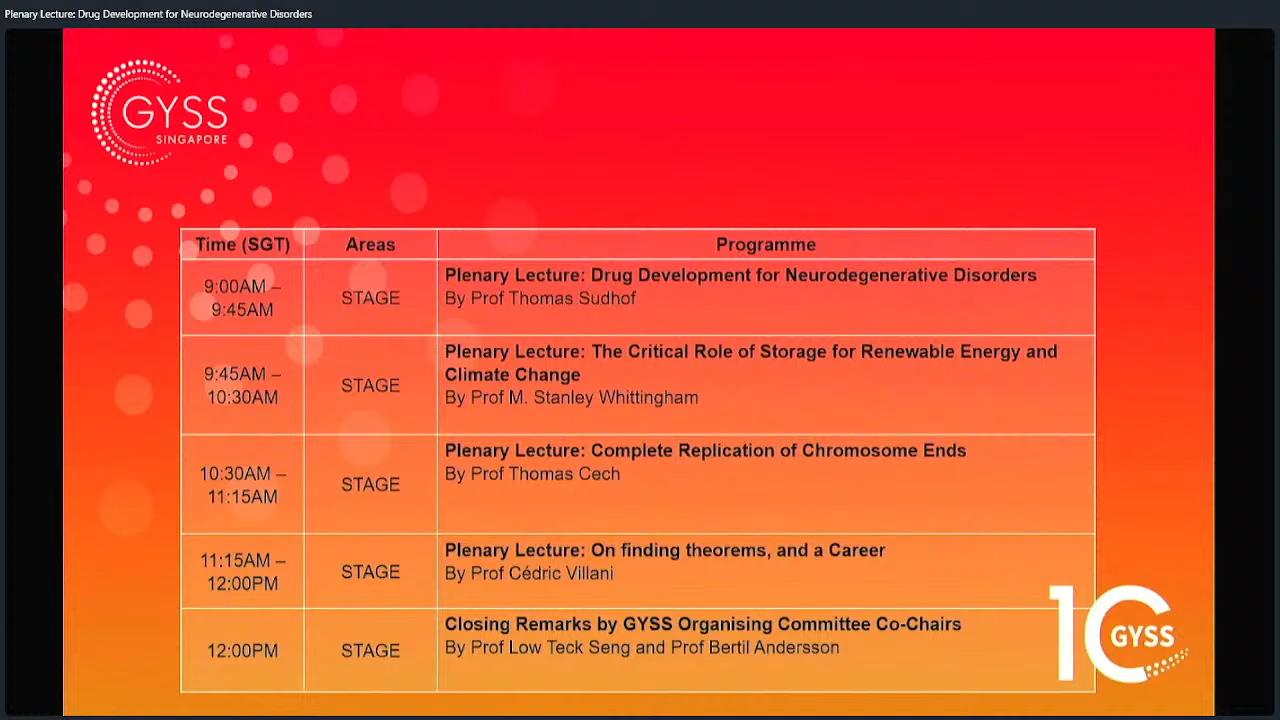 Plenary Lecture: Drug Development for Neurodegenerative Disorders
GYSS
SINGAPORE
Time (SGT) Areas Programme
9:00AM –
9:45AM
STAGE
Plenary Lecture: Drug Development for Neurodegenerative Disorders
By Prof Thomas Sudhof
9:45AM –
10:30AM
STAGE
Plenary Lecture: The Critical Role of Storage for Renewable Energy and
Climate Change
By Prof M. Stanley Whittingham
10:30AM –
11:15AM
STAGE
Plenary Lecture: Complete Replication of Chromosome Ends
By Prof Thomas Cech
11:15AM –
12:00PM
STAGE
Plenary Lecture: On finding theorems, and a Career
By Prof Cédric Villani
12:00PM
STAGE
Closing Remarks by GYSS Organising Committee Co-Chairs
By Prof Low Teck Seng and Prof Bertil Andersson
10
GYSS